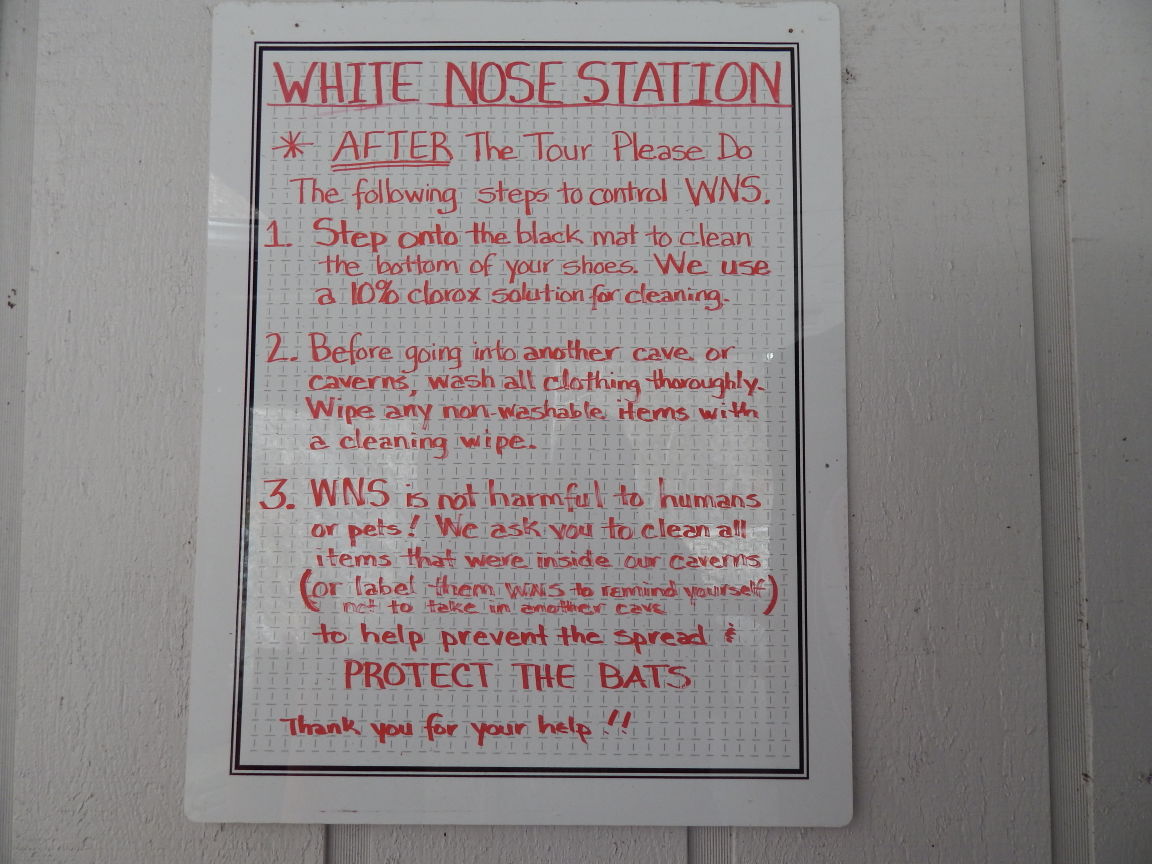 WHITE NOSE STATION
* AFTER The Tour Please Do
The following steps to control WNS.
1. Step onto the black mat to clean
the bottom of your shoes. We use
a 10% clorox solution for cleaning.
2. Before going into another cave or
caverns, wash all clothing thoroughly.
Wipe any non-washable items with
a cleaning wipe.
3. WNS is not harmful to humans
or pets! We ask you to clean all
items that were inside our caverns
(or label them WNS to remind yourself
not to take in another cave)
to help prevent the spread &
PROTECT THE BATS
Thank you for your help!!